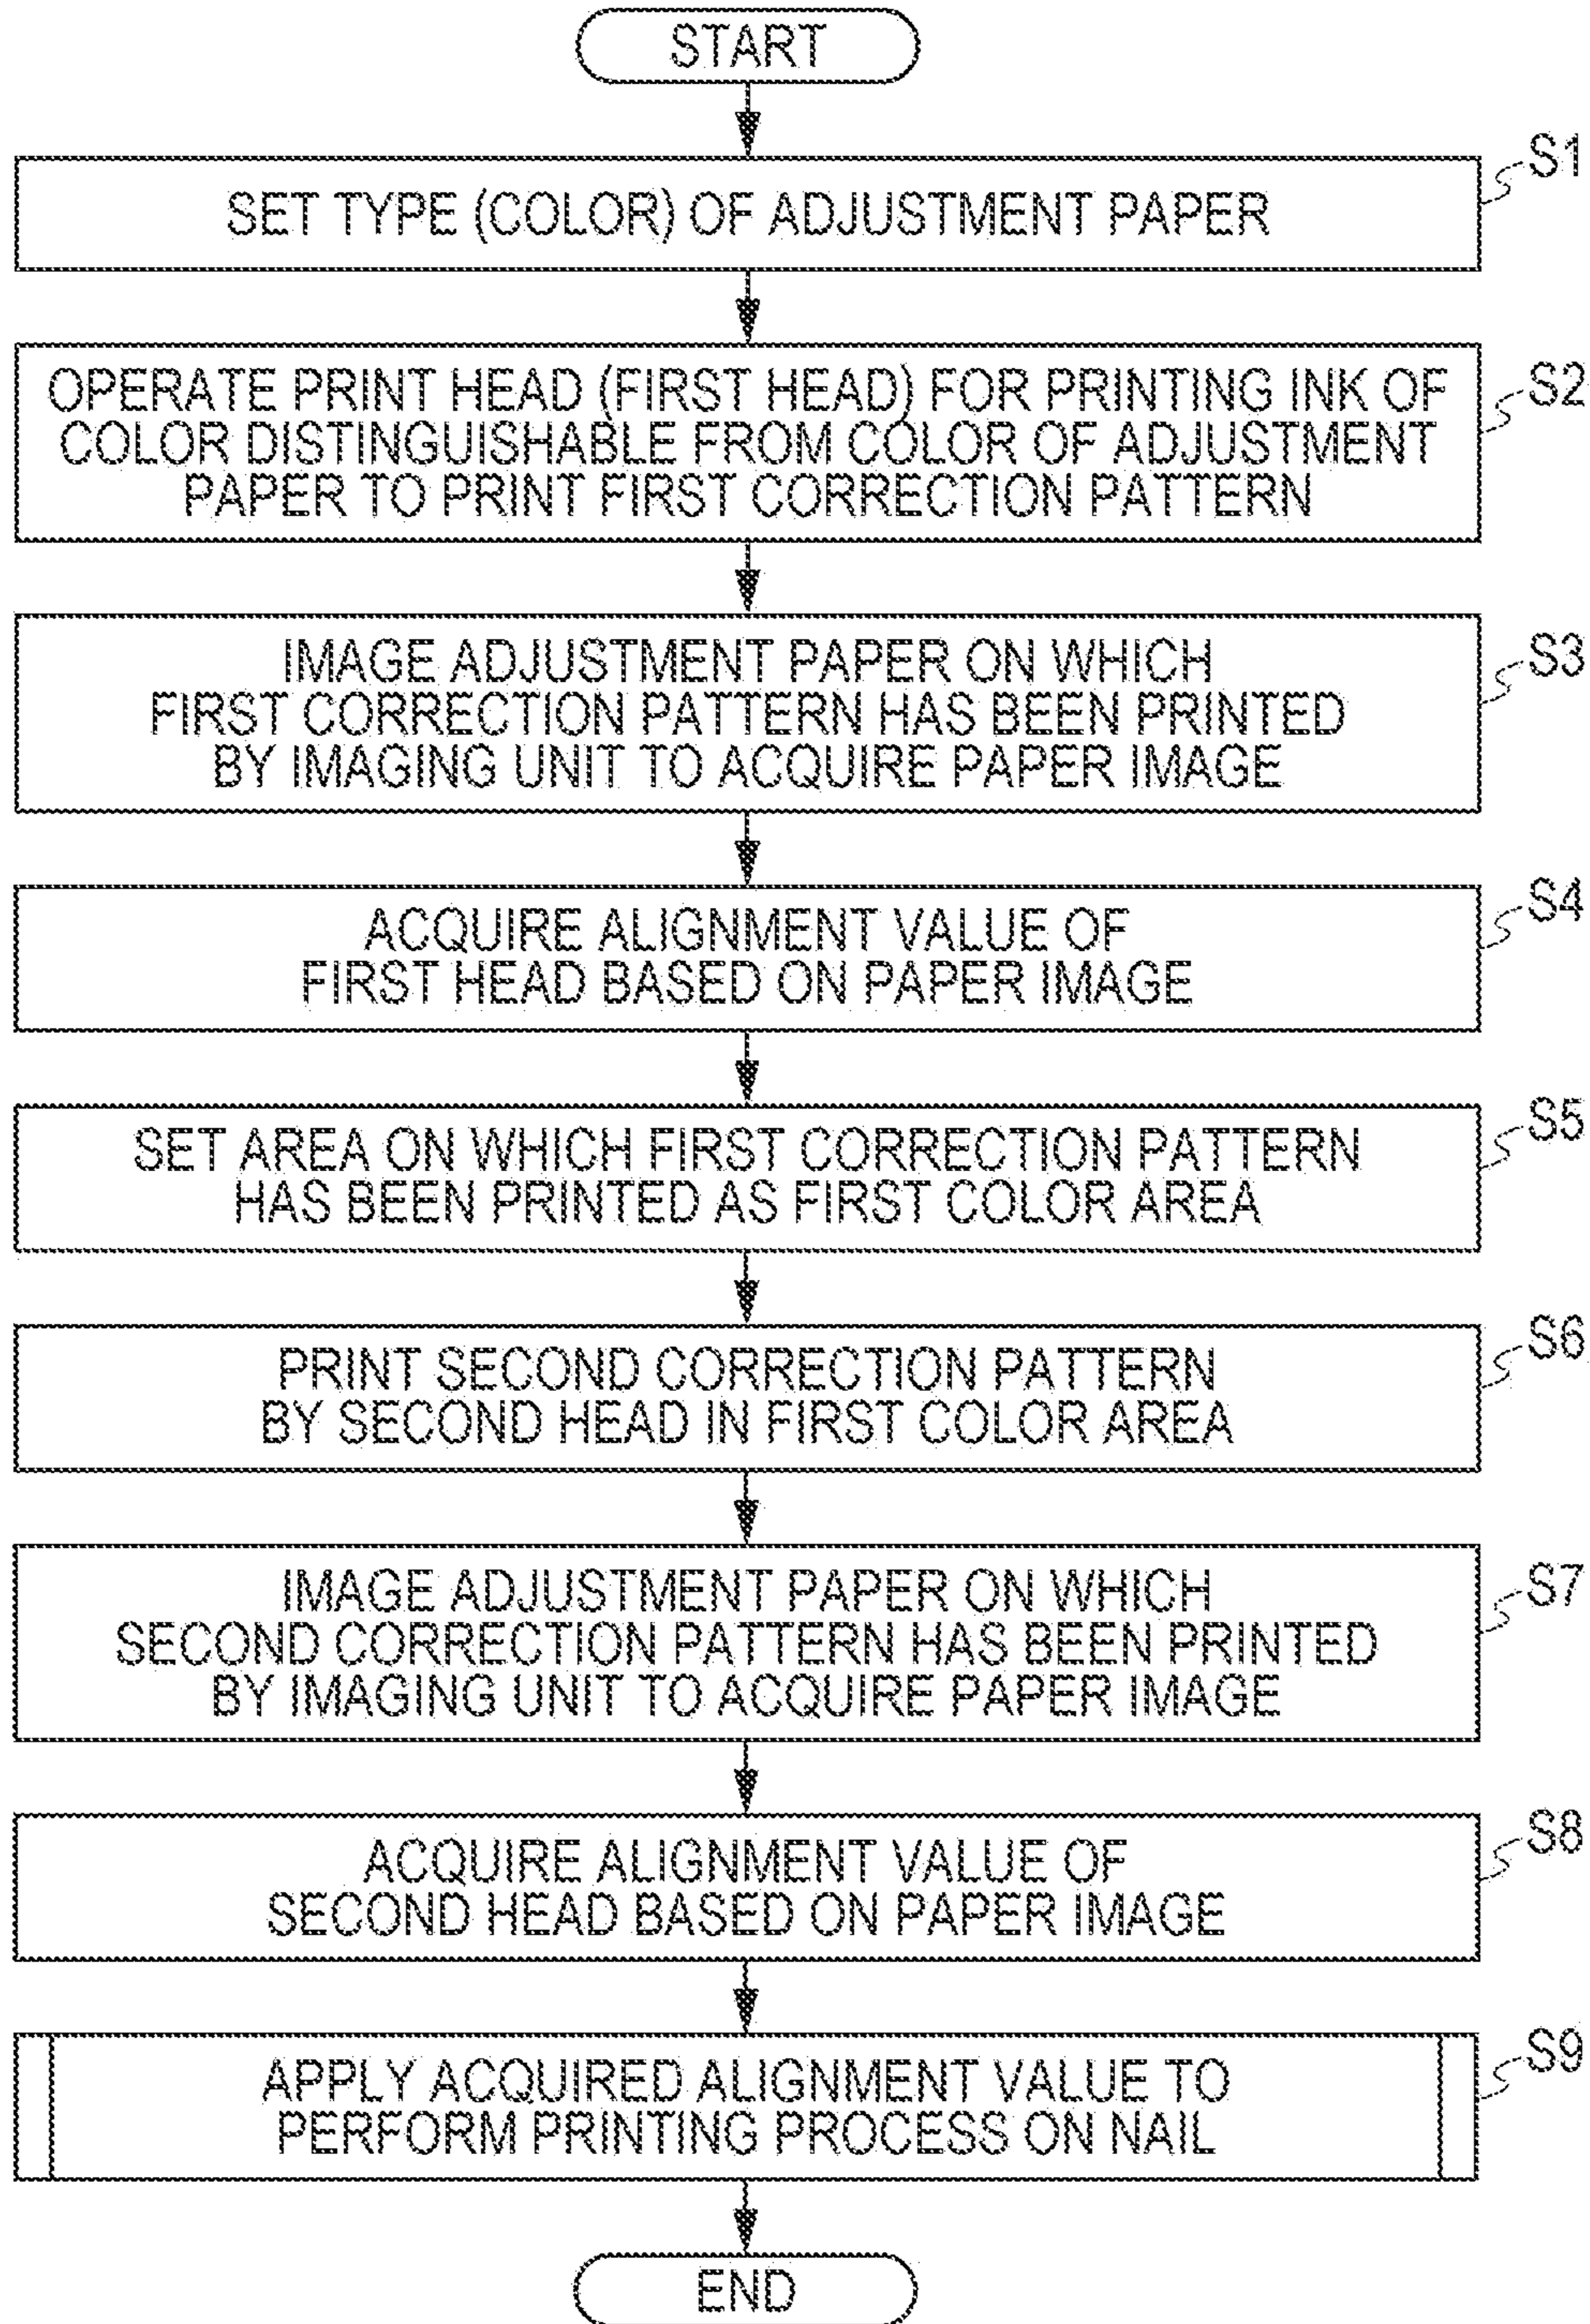 START
S1
SET TYPE (COLOR) OF ADJUSTMENT PAPER
S2
OPERATE PRINT HEAD (FIRST HEAD) FOR PRINTING INK OF
COLOR DISTINGUISHABLE FROM COLOR OF ADJUSTMENT
PAPER TO PRINT FIRST CORRECTION PATTERN
S3
IMAGE ADJUSTMENT PAPER ON WHICH
FIRST CORRECTION PATTERN HAS BEEN PRINTED
BY IMAGING UNIT TO ACQUIRE PAPER IMAGE
S4
ACQUIRE ALIGNMENT VALUE OF
FIRST HEAD BASED ON PAPER IMAGE
S5
SET AREA ON WHICH FIRST CORRECTION PATTERN
HAS BEEN PRINTED AS FIRST COLOR AREA
S6
PRINT SECOND CORRECTION PATTERN
BY SECOND HEAD IN FIRST COLOR AREA
S7
IMAGE ADJUSTMENT PAPER ON WHICH
SECOND CORRECTION PATTERN HAS BEEN PRINTED
BY IMAGING UNIT TO ACQUIRE PAPER IMAGE
S8
ACQUIRE ALIGNMENT VALUE OF
SECOND HEAD BASED ON PAPER IMAGE
S9
APPLY ACQUIRED ALIGNMENT VALUE TO
PERFORM PRINTING PROCESS ON NAIL
END